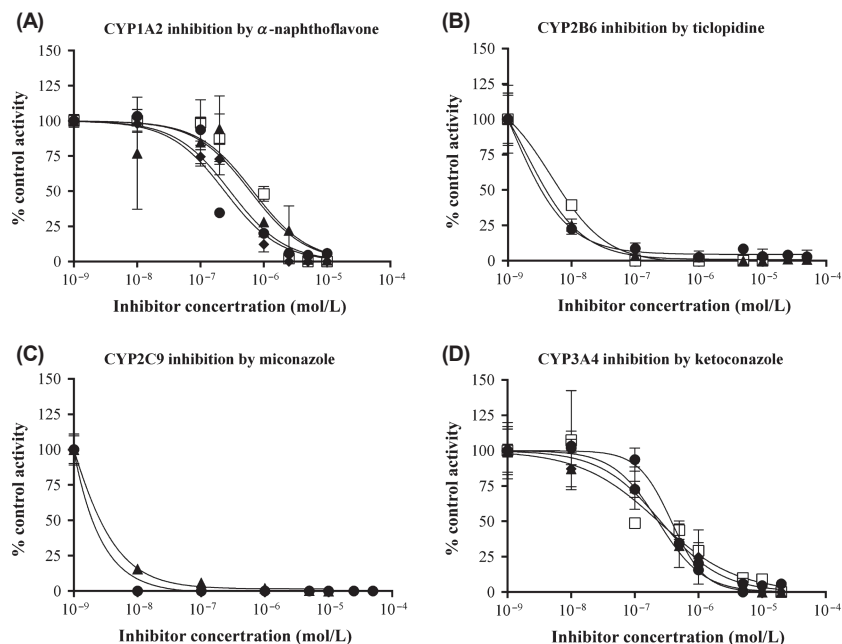 (A)
CYP1A2 inhibition by α-naphthoflavone
150
125
100
75
50
25
0
% control activity
10⁻⁹ 10⁻⁸ 10⁻⁷ 10⁻⁶ 10⁻⁵ 10⁻⁴
Inhibitor concertration (mol/L)
(B)
CYP2B6 inhibition by ticlopidine
150
125
100
75
50
25
0
% control activity
10⁻⁹ 10⁻⁸ 10⁻⁷ 10⁻⁶ 10⁻⁵ 10⁻⁴
Inhibitor concertration (mol/L)
(C)
CYP2C9 inhibition by miconazole
150
125
100
75
50
25
0
% control activity
10⁻⁹ 10⁻⁸ 10⁻⁷ 10⁻⁶ 10⁻⁵ 10⁻⁴
Inhibitor concertration (mol/L)
(D)
CYP3A4 inhibition by ketoconazole
150
125
100
75
50
25
0
% control activity
10⁻⁹ 10⁻⁸ 10⁻⁷ 10⁻⁶ 10⁻⁵ 10⁻⁴
Inhibitor concertration (mol/L)